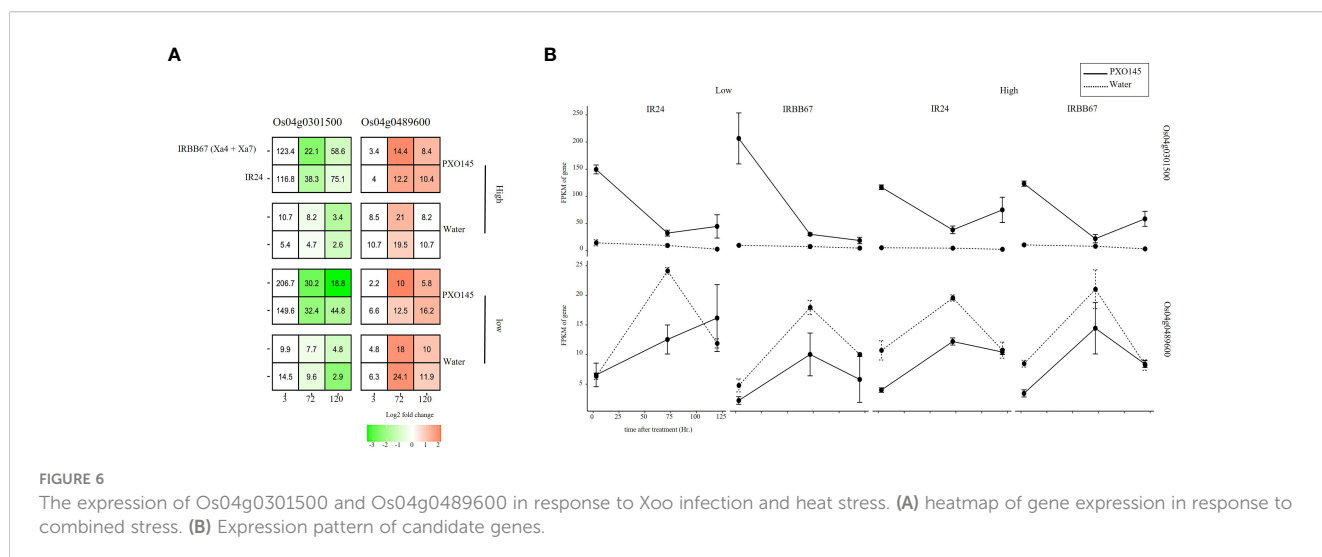 A
B
PXO145
Water
Low
High
IR24
IRBB67
IR24
IRBB67
Os04g0301500
Os04g0489600
IRBB67 (Xa4 + Xa7)
IR24
123.4 22.1 58.6
116.8 38.3 75.1
3.4 14.4 8.4
4 12.2 10.4
PXO145
10.7 8.2 3.4
5.4 4.7 2.6
8.5 21 8.2
10.7 19.5 10.7
Water
High
206.7 30.2 18.8
149.6 32.4 44.8
2.2 10 5.8
6.6 12.5 16.2
PXO145
9.9 7.7 4.8
14.5 9.6 2.9
4.8 18 10
6.3 24.1 11.9
Water
low
3 72 120
3 72 120
Log2 fold change
-3 -2 -1 0 1 2
FPKM of gene
250
200
150
100
50
0
Os04g0301500
FPKM of gene
25
20
15
10
5
Os04g0489600
0 25 50 75 100 125
time after treatment (Hr.)
FIGURE 6
The expression of Os04g0301500 and Os04g0489600 in response to Xoo infection and heat stress. (A) heatmap of gene expression in response to
combined stress. (B) Expression pattern of candidate genes.